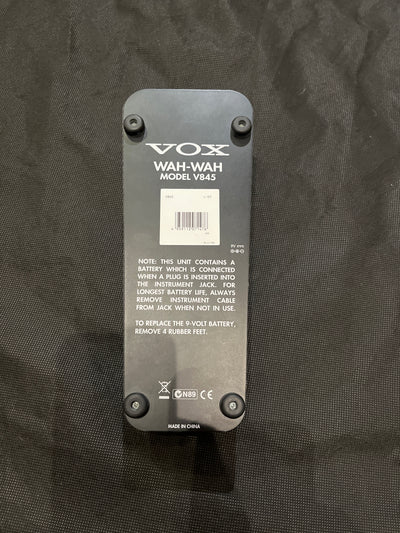 VOX
WAH-WAH
MODEL V845
9V
NOTE: THIS UNIT CONTAINS A
BATTERY WHICH IS CONNECTED
WHEN A PLUG IS INSERTED INTO
THE INSTRUMENT JACK. FOR
LONGEST BATTERY LIFE, ALWAYS
REMOVE INSTRUMENT CABLE
FROM JACK WHEN NOT IN USE.
TO REPLACE THE 9-VOLT BATTERY,
REMOVE 4 RUBBER FEET.
N89 CE
MADE IN CHINA